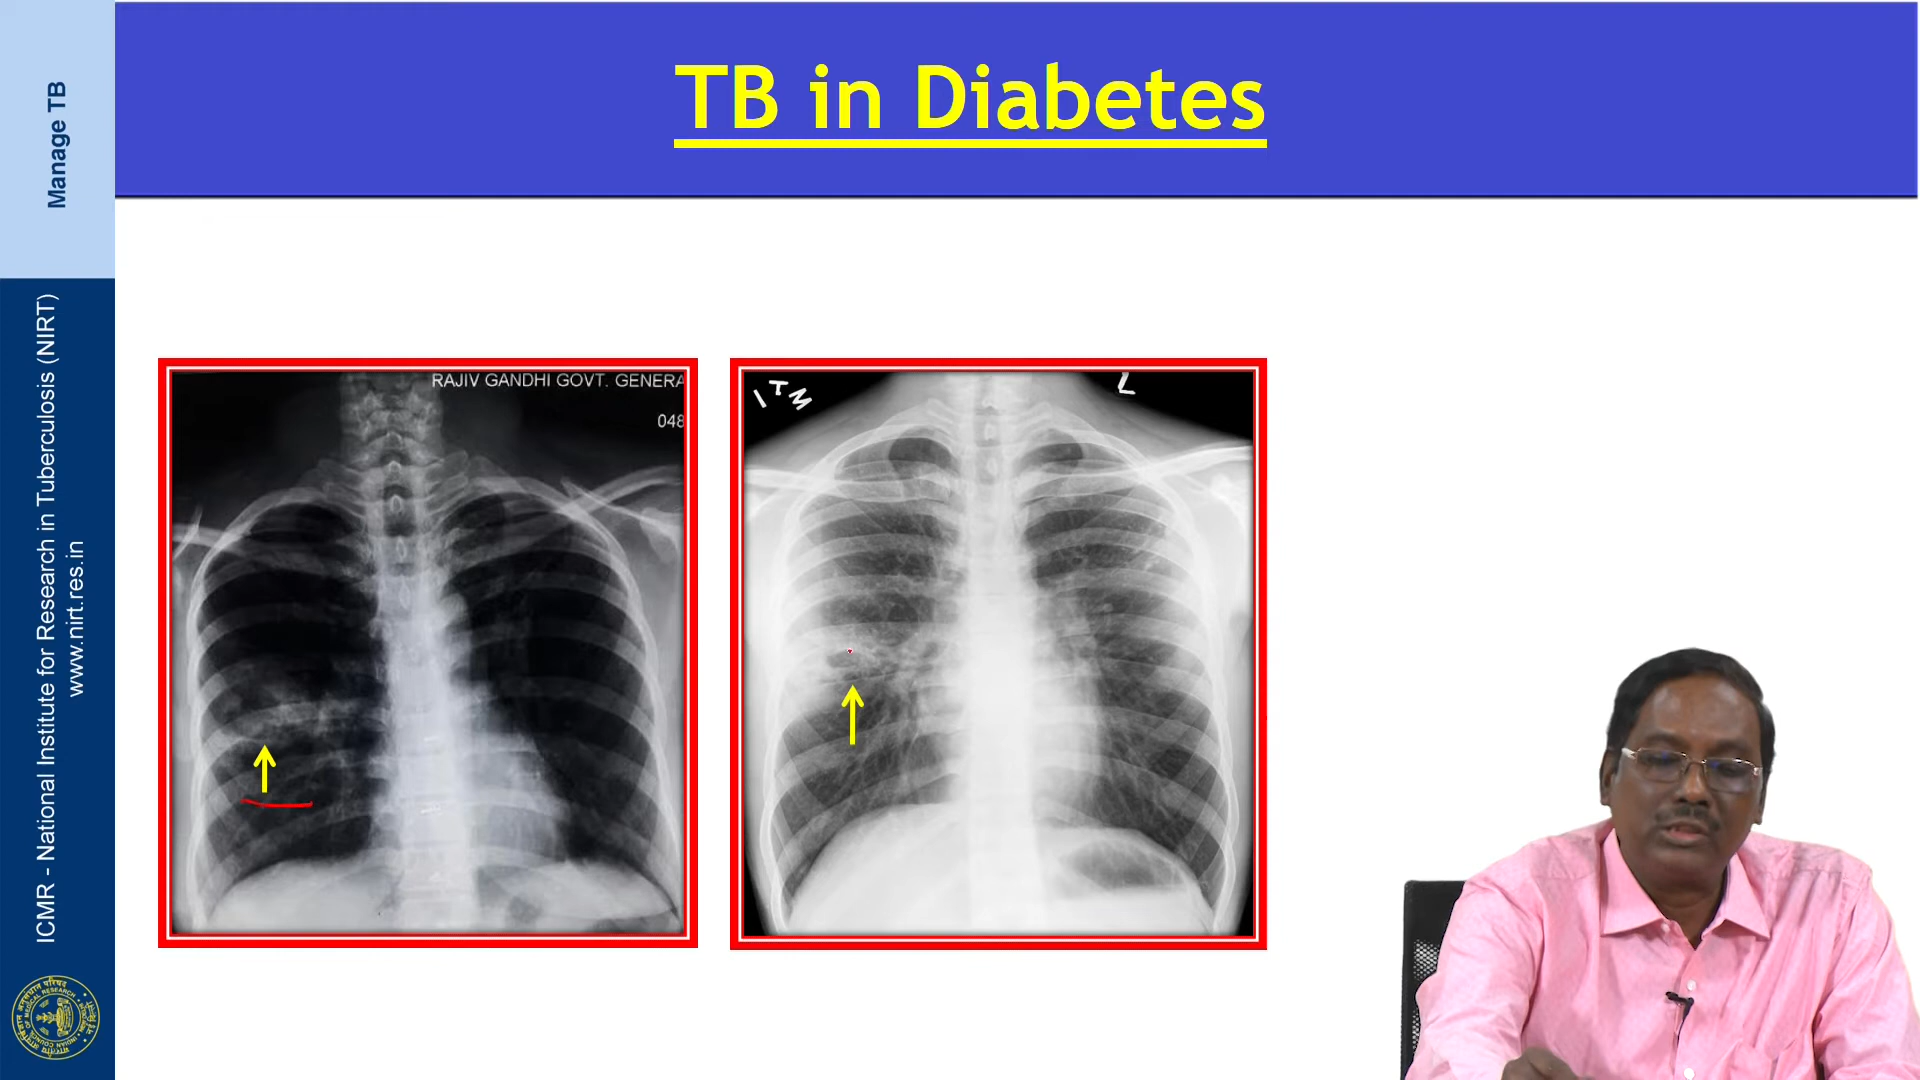 TB in Diabetes
Manage TB
ICMR - National Institute for Research in Tuberculosis (NIRT)
www.nirt.res.in
RAJIV GANDHI GOVT. GENERA
048
ITM
L